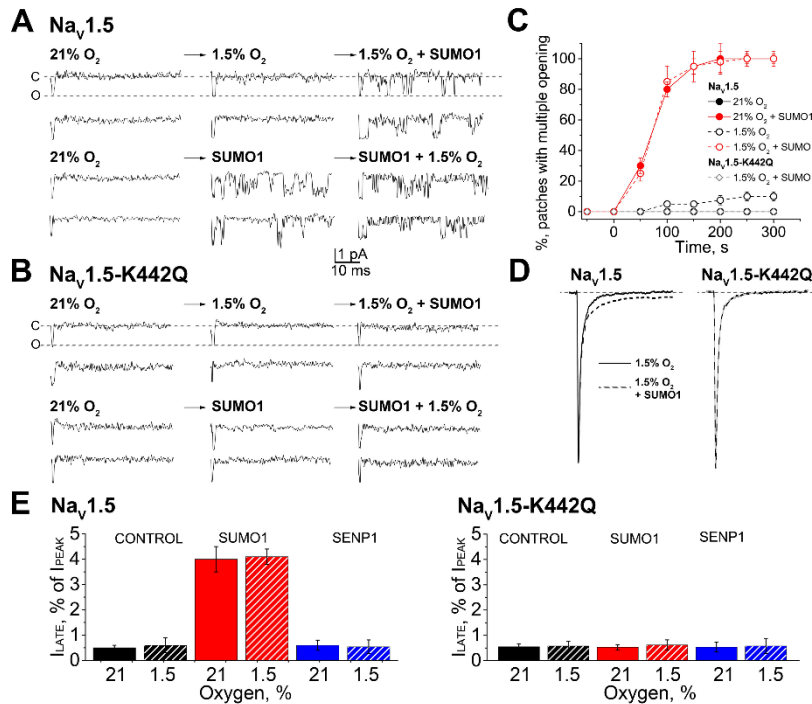 A
NaV1.5
21% O2 → 1.5% O2 → 1.5% O2 + SUMO1
C
O
21% O2 → SUMO1 → SUMO1 + 1.5% O2
1 pA
10 ms
B
NaV1.5-K442Q
21% O2 → 1.5% O2 → 1.5% O2 + SUMO1
C
O
21% O2 → SUMO1 → SUMO1 + 1.5% O2
C
%, patches with multiple opening
100
80
60
40
20
0
NaV1.5
21% O2
21% O2 + SUMO1
1.5% O2
1.5% O2 + SUMO
NaV1.5-K442Q
1.5% O2 + SUMO
0 100 200 300
Time, s
D
NaV1.5 NaV1.5-K442Q
1.5% O2
1.5% O2
+ SUMO1
E
NaV1.5
ILATE, % of IPEAK
5
4
3
2
1
0
CONTROL SUMO1 SENP1
21 1.5 21 1.5 21 1.5
Oxygen, %
NaV1.5-K442Q
ILATE, % of IPEAK
5
4
3
2
1
0
CONTROL SUMO1 SENP1
21 1.5 21 1.5 21 1.5
Oxygen, %